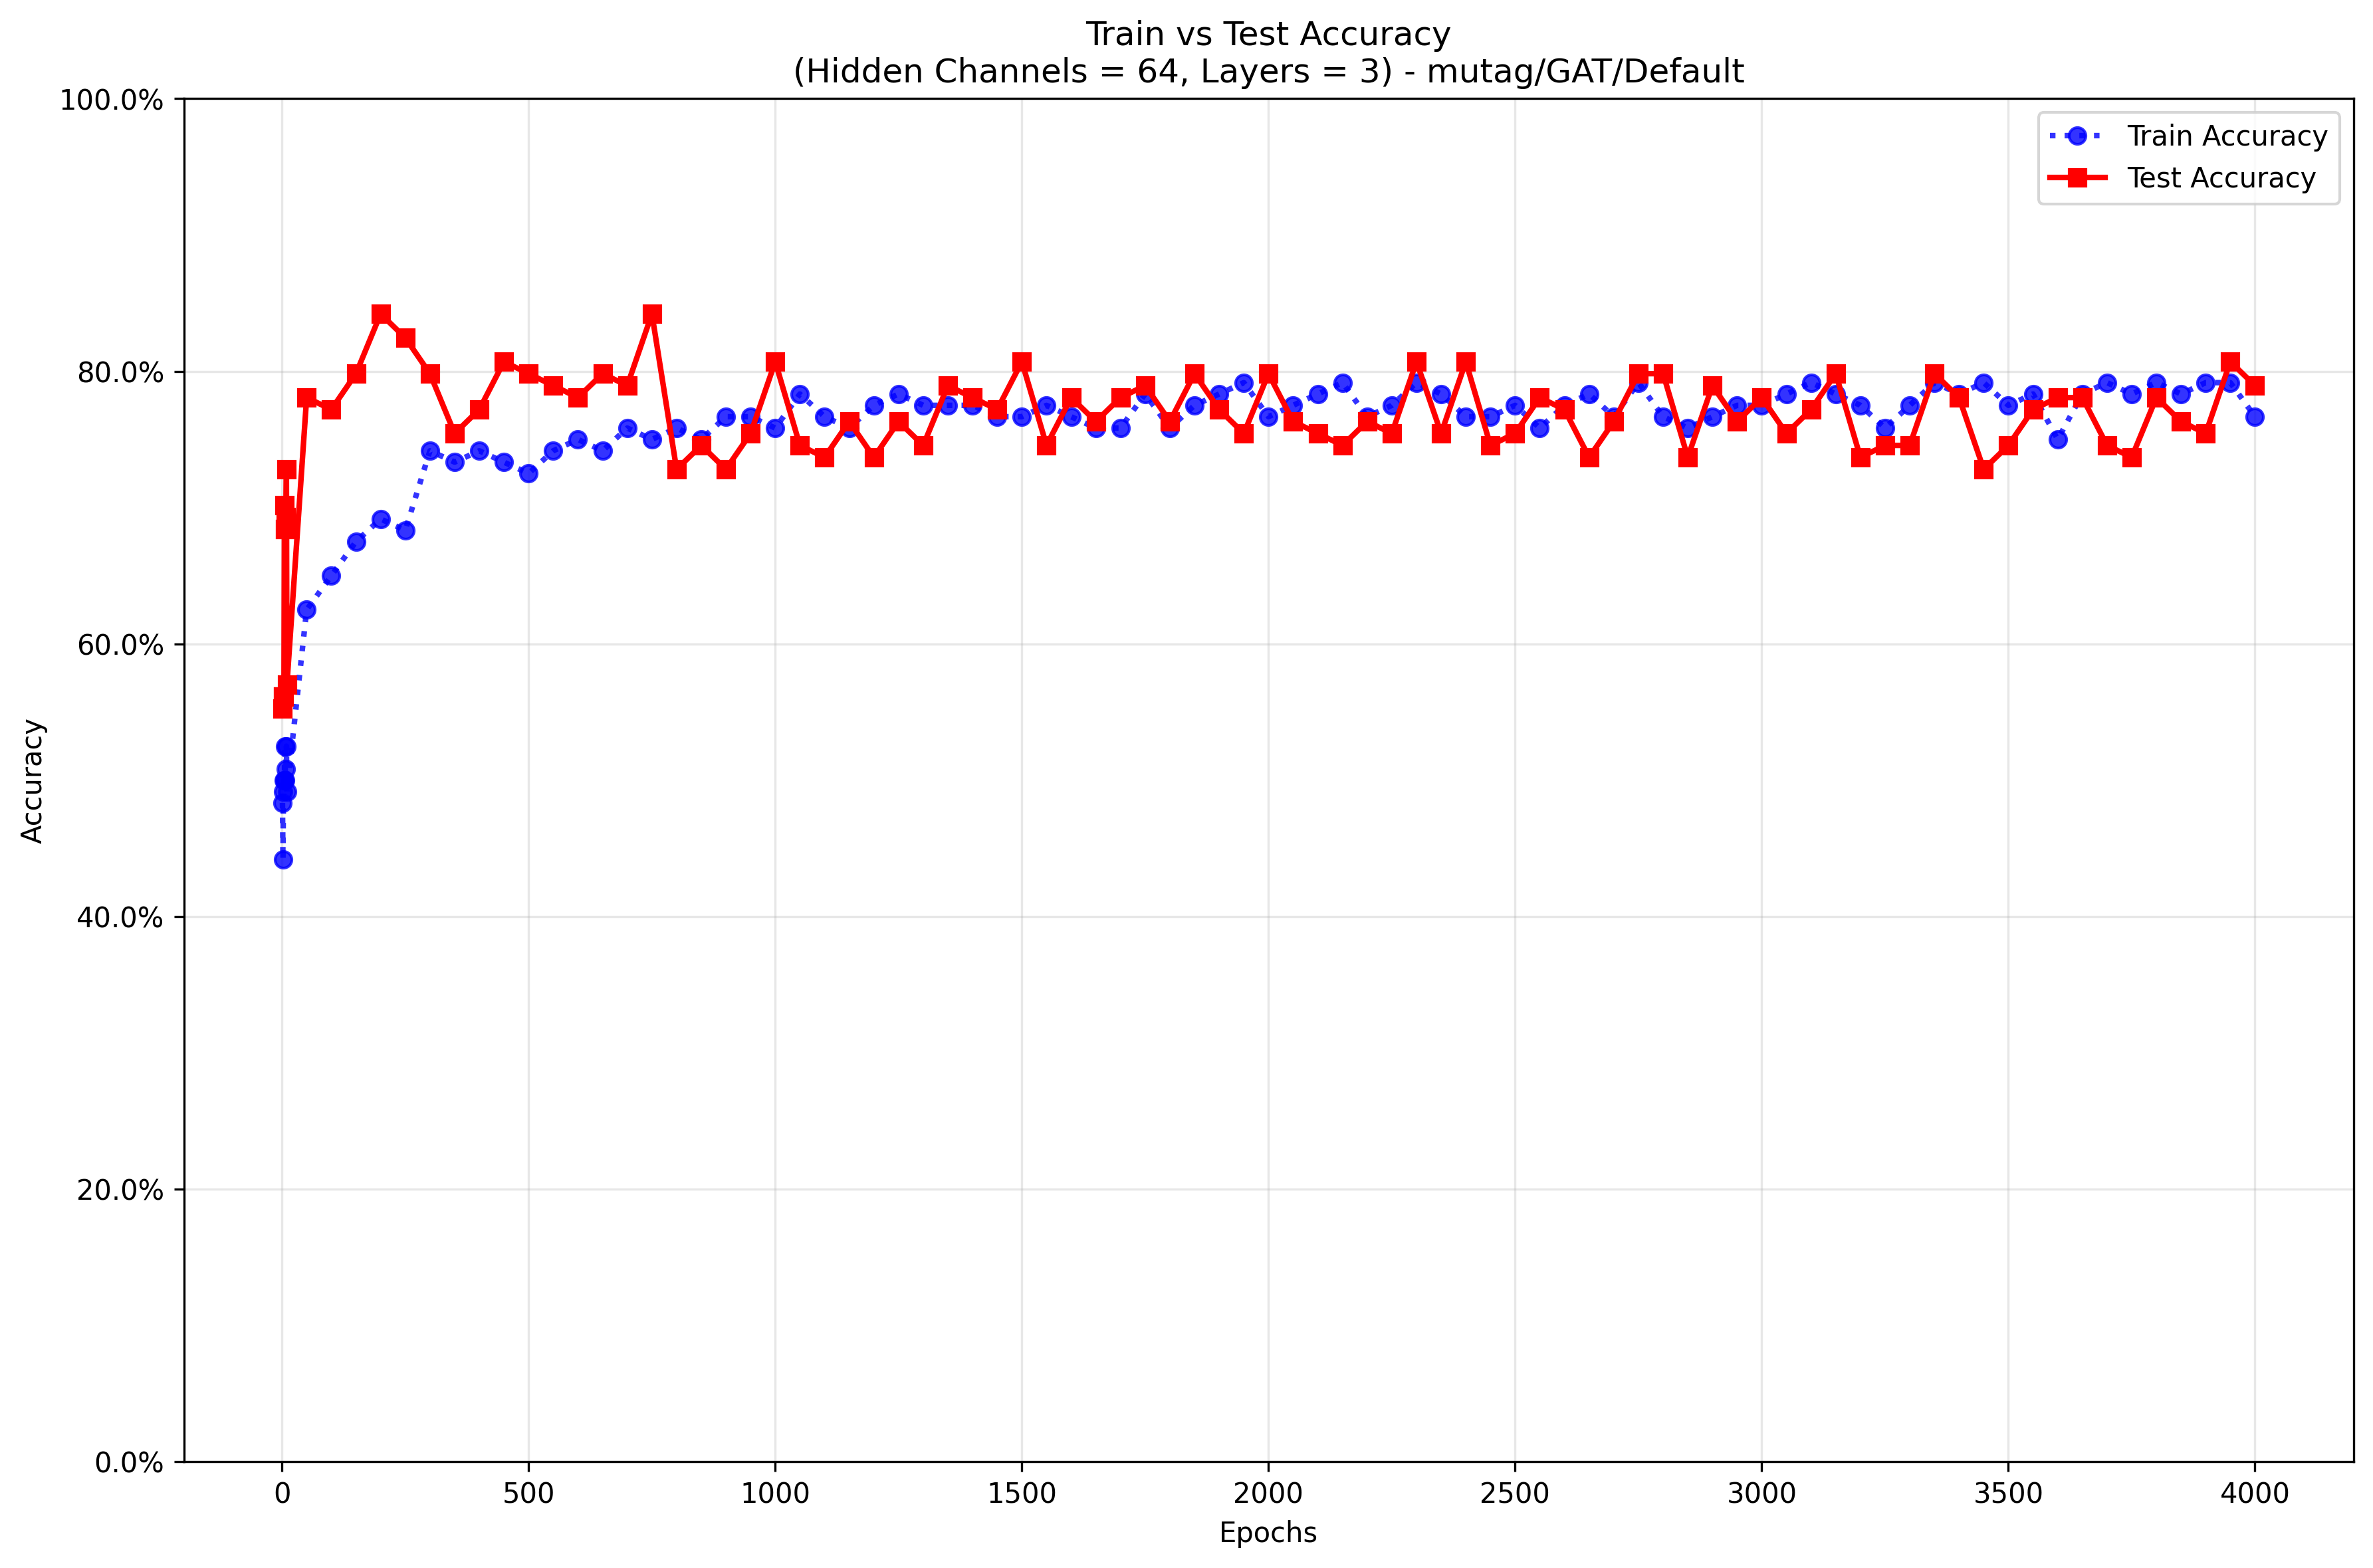 Train vs Test Accuracy
(Hidden Channels = 64, Layers = 3) - mutag/GAT/Default
100.0%
80.0%
60.0%
40.0%
20.0%
0.0%
Accuracy
Train Accuracy
Test Accuracy
0
500
1000
1500
2000
2500
3000
3500
4000
Epochs